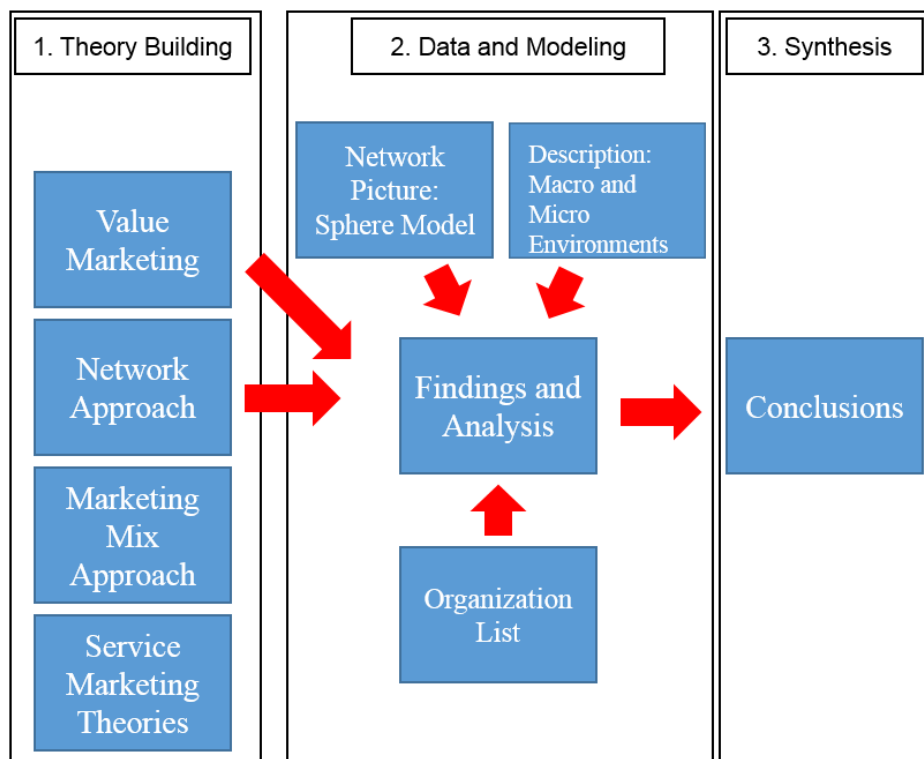 1. Theory Building
2. Data and Modeling
3. Synthesis
Value
Marketing
Network
Approach
Marketing
Mix
Approach
Service
Marketing
Theories
Network
Picture:
Sphere Model
Description:
Macro and
Micro
Environments
Findings and
Analysis
Organization
List
Conclusions